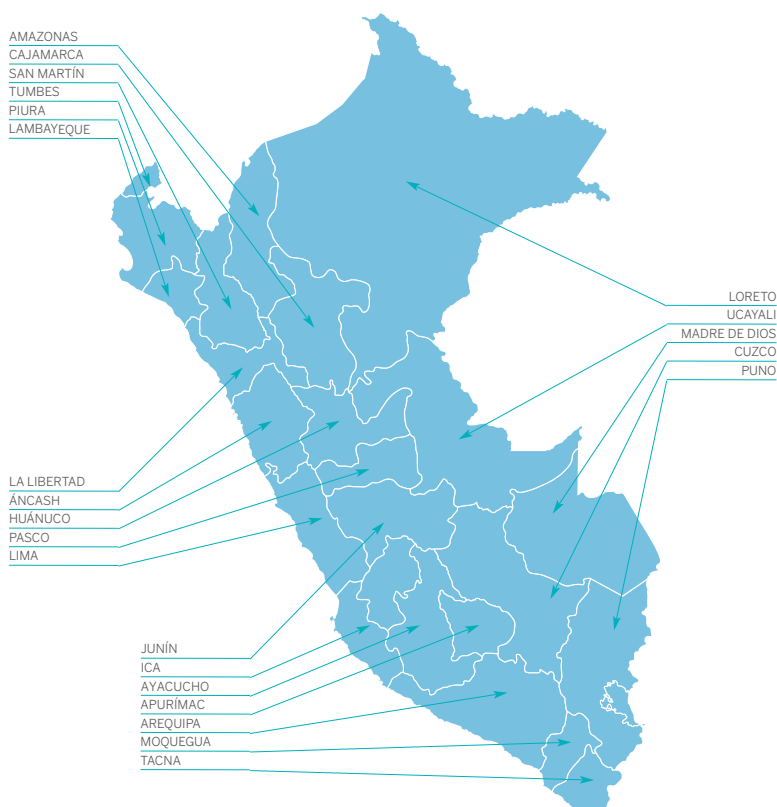 AMAZONAS
CAJAMARCA
SAN MARTÍN
TUMBES
PIURA
LAMBAYEQUE
LORETO
UCAYALI
MADRE DE DIOS
CUZCO
PUNO
LA LIBERTAD
ÁNCASH
HUÁNUCO
PASCO
LIMA
JUNÍN
ICA
AYACUCHO
APURÍMAC
AREQUIPA
MOQUEGUA
TACNA